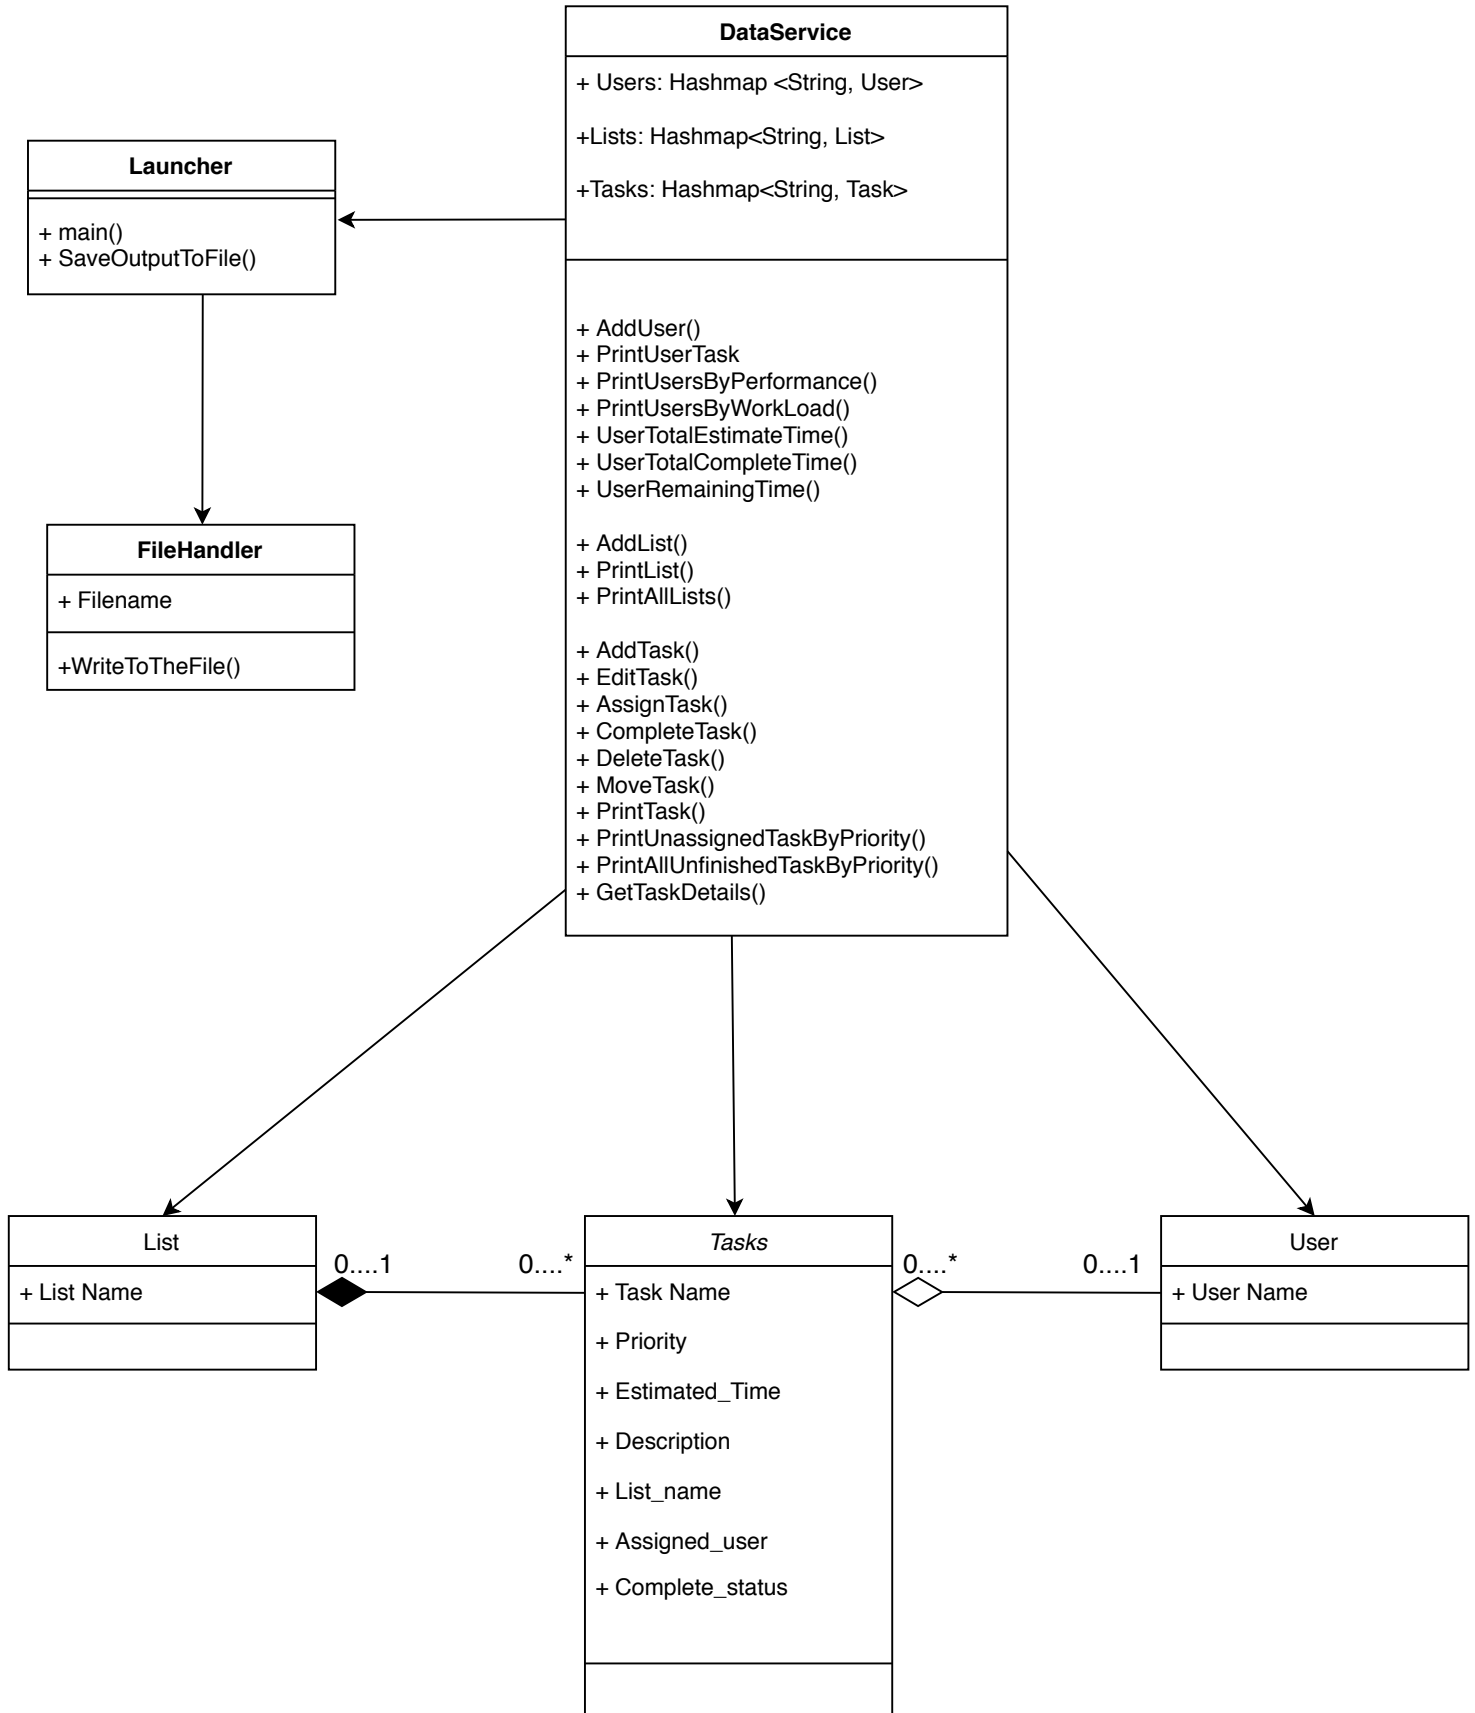 DataService
+ Users: Hashmap <String, User>
+Lists: Hashmap<String, List>
+Tasks: Hashmap<String, Task>
+ AddUser()
+ PrintUserTask
+ PrintUsersByPerformance()
+ PrintUsersByWorkLoad()
+ UserTotalEstimateTime()
+ UserTotalCompleteTime()
+ UserRemainingTime()
+ AddList()
+ PrintList()
+ PrintAllLists()
+ AddTask()
+ EditTask()
+ AssignTask()
+ CompleteTask()
+ DeleteTask()
+ MoveTask()
+ PrintTask()
+ PrintUnassignedTaskByPriority()
+ PrintAllUnfinishedTaskByPriority()
+ GetTaskDetails()
Launcher
+ main()
+ SaveOutputToFile()
FileHandler
+ Filename
+WriteToTheFile()
List
+ List Name
0....1
0....*
Tasks
+ Task Name
+ Priority
+ Estimated_Time
+ Description
+ List_name
+ Assigned_user
+ Complete_status
0....*
0....1
User
+ User Name